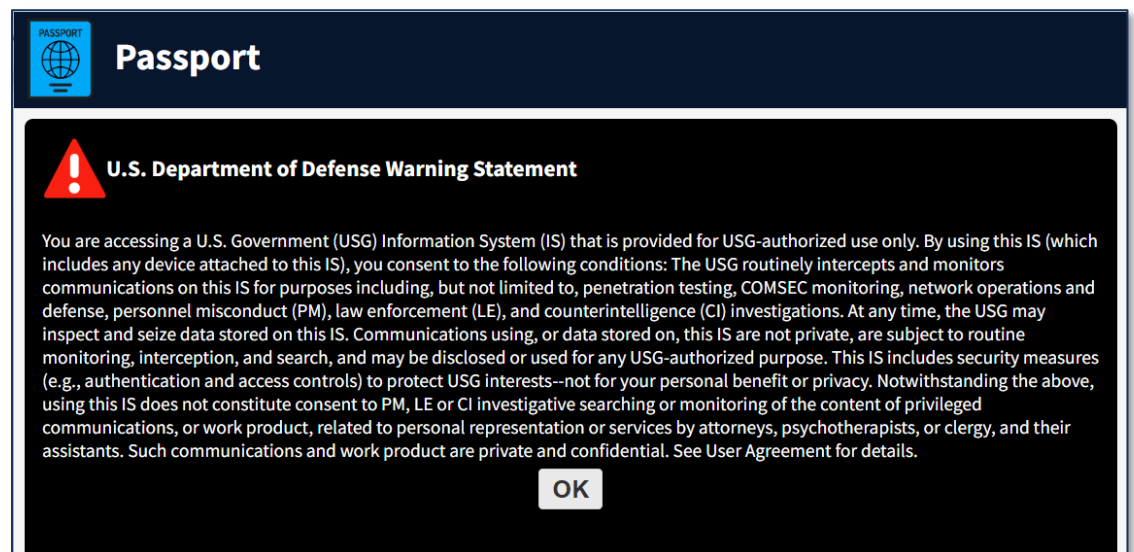 PASSPORT
Passport
U.S. Department of Defense Warning Statement
You are accessing a U.S. Government (USG) Information System (IS) that is provided for USG-authorized use only. By using this IS (which
includes any device attached to this IS), you consent to the following conditions: The USG routinely intercepts and monitors
communications on this IS for purposes including, but not limited to, penetration testing, COMSEC monitoring, network operations and
defense, personnel misconduct (PM), law enforcement (LE), and counterintelligence (CI) investigations. At any time, the USG may
inspect and seize data stored on this IS. Communications using, or data stored on, this IS are not private, are subject to routine
monitoring, interception, and search, and may be disclosed or used for any USG-authorized purpose. This IS includes security measures
(e.g., authentication and access controls) to protect USG interests--not for your personal benefit or privacy. Notwithstanding the above,
using this IS does not constitute consent to PM, LE or CI investigative searching or monitoring of the content of privileged
communications, or work product, related to personal representation or services by attorneys, psychotherapists, or clergy, and their
assistants. Such communications and work product are private and confidential. See User Agreement for details.
OK